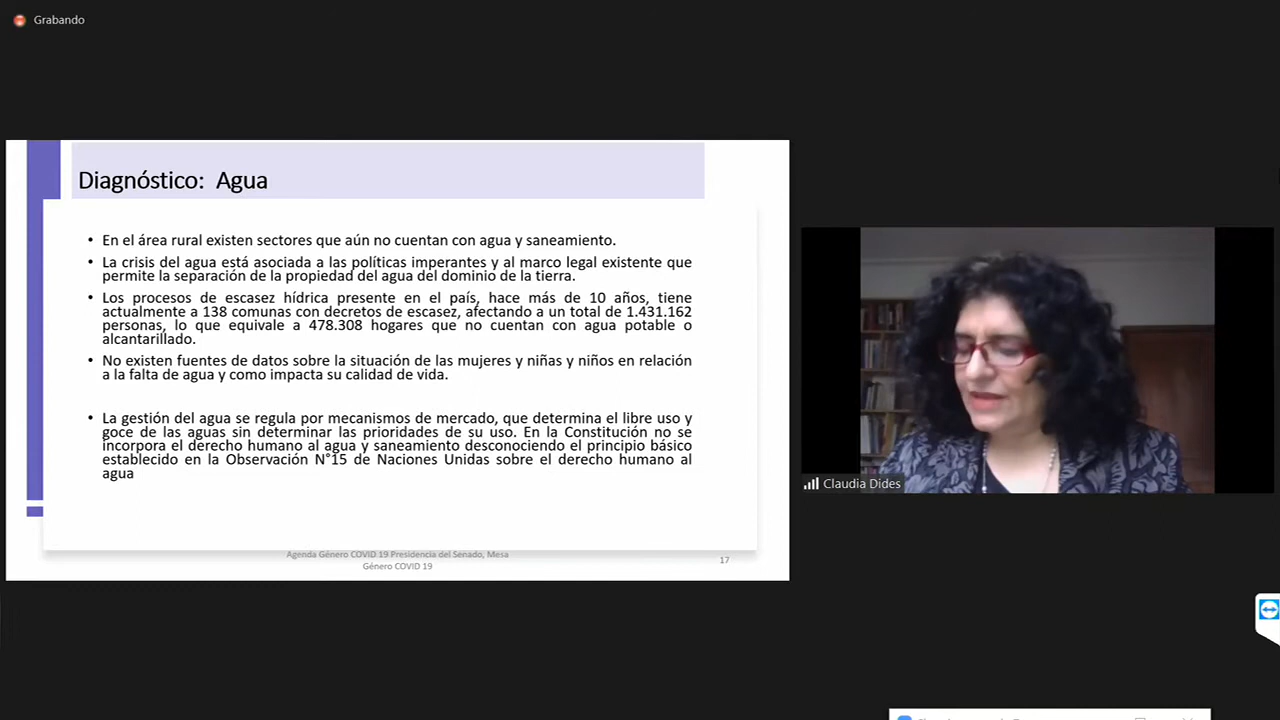 Grabando
Diagnóstico: Agua
• En el área rural existen sectores que aún no cuentan con agua y saneamiento.
• La crisis del agua está asociada a las políticas imperantes y al marco legal existente que
permite la separación de la propiedad del agua del dominio de la tierra.
• Los procesos de escasez hídrica presente en el país, hace más de 10 años, tiene
actualmente a 138 comunas con decretos de escasez, afectando a un total de 1.431.162
personas, lo que equivale a 478.308 hogares que no cuentan con agua potable o
alcantarillado.
• No existen fuentes de datos sobre la situación de las mujeres y niñas y niños en relación
a la falta de agua y como impacta su calidad de vida.
• La gestión del agua se regula por mecanismos de mercado, que determina el libre uso y
goce de las aguas sin determinar las prioridades de su uso. En la Constitución no se
incorpora el derecho humano al agua y saneamiento desconociendo el principio básico
establecido en la Observación N°15 de Naciones Unidas sobre el derecho humano al
agua
Agenda Género COVID 19 Presidencia del Senado, Mesa
Género COVID 19
17
Claudia Dides